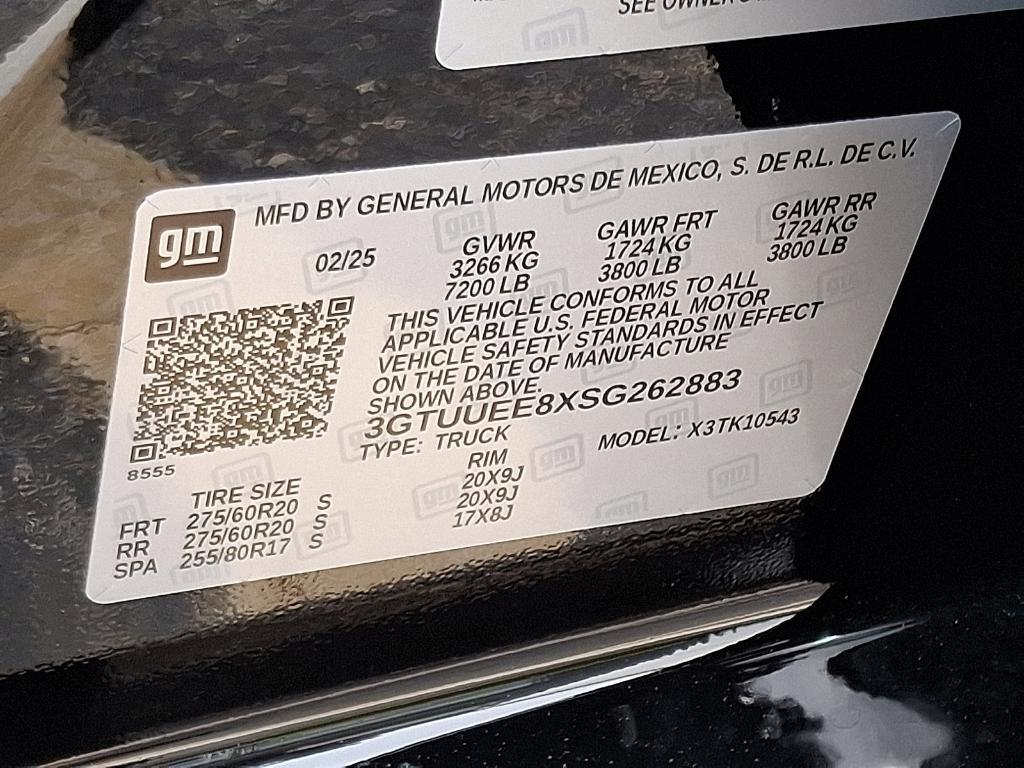 SEE OWNER'S
gm
MFD BY GENERAL MOTORS DE MEXICO, S. DE R.L. DE C.V.
02/25
GVWR
3266 KG
7200 LB
GAWR FRT
1724 KG
3800 LB
GAWR RR
1724 KG
3800 LB
THIS VEHICLE CONFORMS TO ALL
APPLICABLE U.S. FEDERAL MOTOR
VEHICLE SAFETY STANDARDS IN EFFECT
ON THE DATE OF MANUFACTURE
SHOWN ABOVE.
3GTUUEE8XSG262883
TYPE: TRUCK MODEL: X3TK10543
8555
TIRE SIZE RIM
FRT 275/60R20 S 20X9J
RR 275/60R20 S 20X9J
SPA 255/80R17 S 17X8J